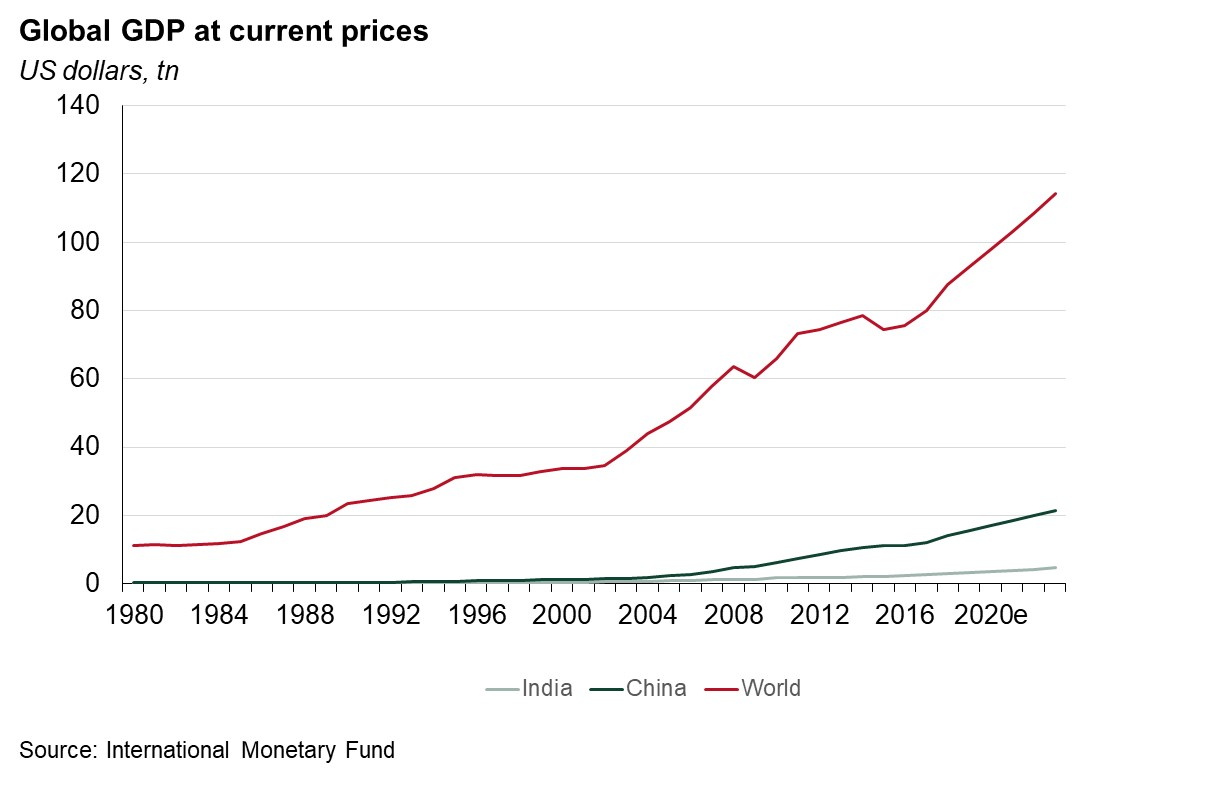 Global GDP at current prices
US dollars, tn
140
120
100
80
60
40
20
0
1980 1984 1988 1992 1996 2000 2004 2008 2012 2016 2020e
India China World
Source: International Monetary Fund